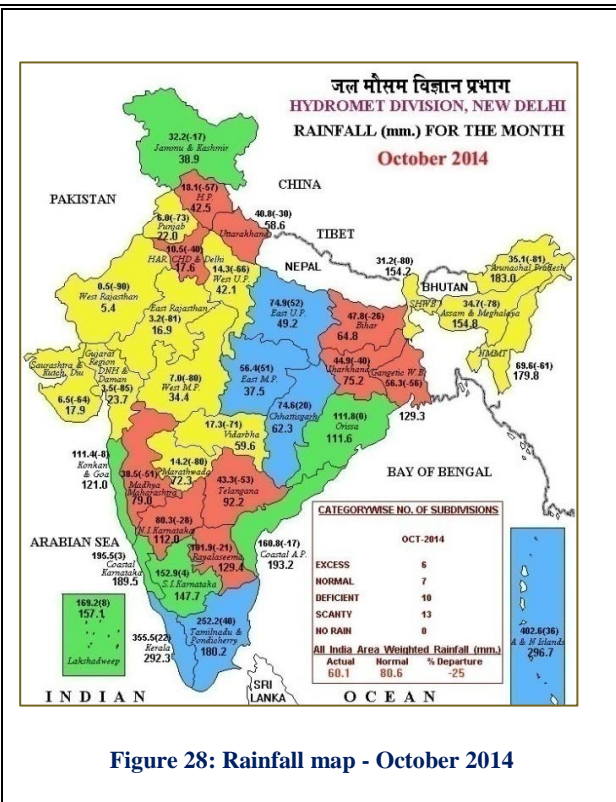 जल मौसम विज्ञान प्रभाग
HYDROMET DIVISION, NEW DELHI
RAINFALL (mm.) FOR THE MONTH
October 2014
32.2(-17)
Jammu & Kashmir
38.9
CHINA
PAKISTAN
18.1(-57)
H.P.
42.5
6.0(-73)
Punjab
22.0
40.8(-30)
58.6
Uttarakhand
TIBET
10.5(-40)
HAR. CHD & Delhi
17.6
NEPAL
14.3(-66)
West U.P.
42.1
31.2(-80)
154.2
SHWB
BHUTAN
35.1(-81)
Arunachal Pradesh
183.0
0.5(-90)
West Rajasthan
5.4
East Rajasthan
3.2(-81)
16.9
74.9(52)
East U.P.
49.2
47.8(-26)
Bihar
64.8
34.7(-78)
Assam & Meghalaya
154.8
NMMT
69.6(-61)
179.8
Saurashtra &
Kutch, Diu
6.5(-64)
17.9
Gujarat
Region
DNH &
Daman
3.5(-85)
23.7
7.0(-80)
West M.P.
34.4
56.4(51)
East M.P.
37.5
44.9(-40)
Jharkhand
75.2
Gangetic W.B.
56.3(-56)
129.3
74.6(20)
Chhattisgarh
62.3
111.8(0)
Orissa
111.6
17.3(-71)
Vidarbha
59.6
111.4(-8)
Konkan
& Goa
121.0
38.5(-51)
Madhya
Maharashtra
79.0
14.2(-80)
Marathwada
72.3
43.3(-53)
Telangana
92.2
BAY OF BENGAL
80.3(-28)
N.I.Karnataka
112.0
ARABIAN SEA
195.5(3)
Coastal
Karnataka
189.5
101.9(-21)
Rayalaseema
129.4
160.8(-17)
Coastal A.P.
193.2
152.9(4)
S.I.Karnataka
147.7
169.2(8)
157.1
Lakshadweep
355.5(22)
Kerala
292.3
252.2(40)
Tamilnadu &
Pondicherry
180.2
402.6(36)
A & N Islands
296.7
CATEGORYWISE NO. OF SUBDIVISIONS
OCT-2014
EXCESS 6
NORMAL 7
DEFICIENT 10
SCANTY 13
NO RAIN 0
All India Area Weighted Rainfall (mm.)
Actual Normal % Departure
60.1 80.6 -25
SRI
LANKA
INDIAN OCEAN
Figure 28: Rainfall map - October 2014